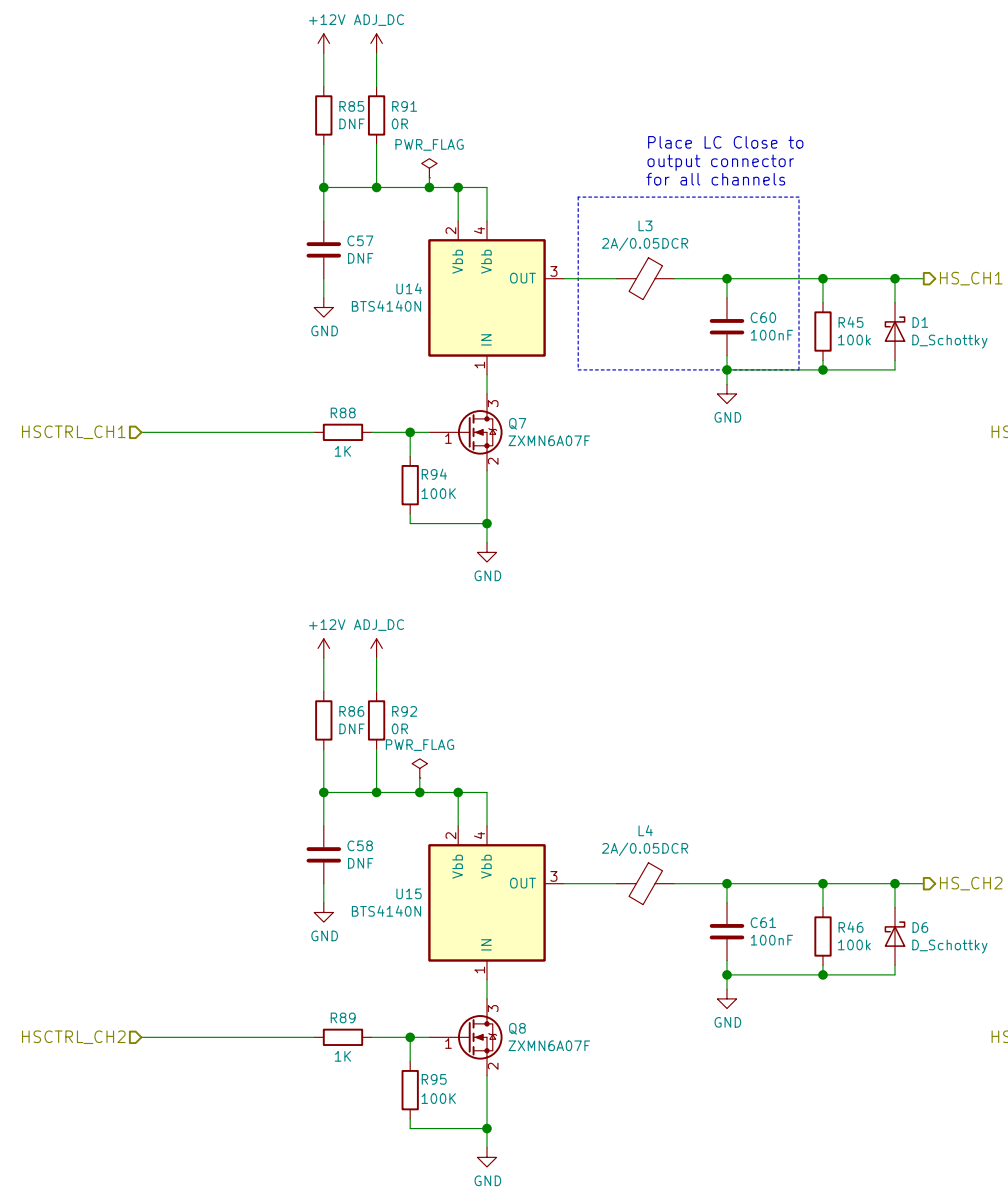 +12V ADJ_DC
R85
DNF
R91
0R
PWR_FLAG
Place LC Close to
output connector
for all channels
C57
DNF
GND
2
4
Vbb
Vbb
U14
BTS4140N
OUT
3
IN
1
L3
2A/0.05DCR
HS_CH1
C60
100nF
R45
100k
D1
D_Schottky
GND
HSCTRL_CH1
R88
1K
3
1
Q7
ZXMN6A07F
2
R94
100K
HS
GND
+12V ADJ_DC
R86
DNF
R92
0R
PWR_FLAG
C58
DNF
GND
2
4
Vbb
Vbb
U15
BTS4140N
OUT
3
IN
1
L4
2A/0.05DCR
HS_CH2
C61
100nF
R46
100k
D6
D_Schottky
GND
HSCTRL_CH2
R89
1K
3
1
Q8
ZXMN6A07F
2
R95
100K
HS
GND